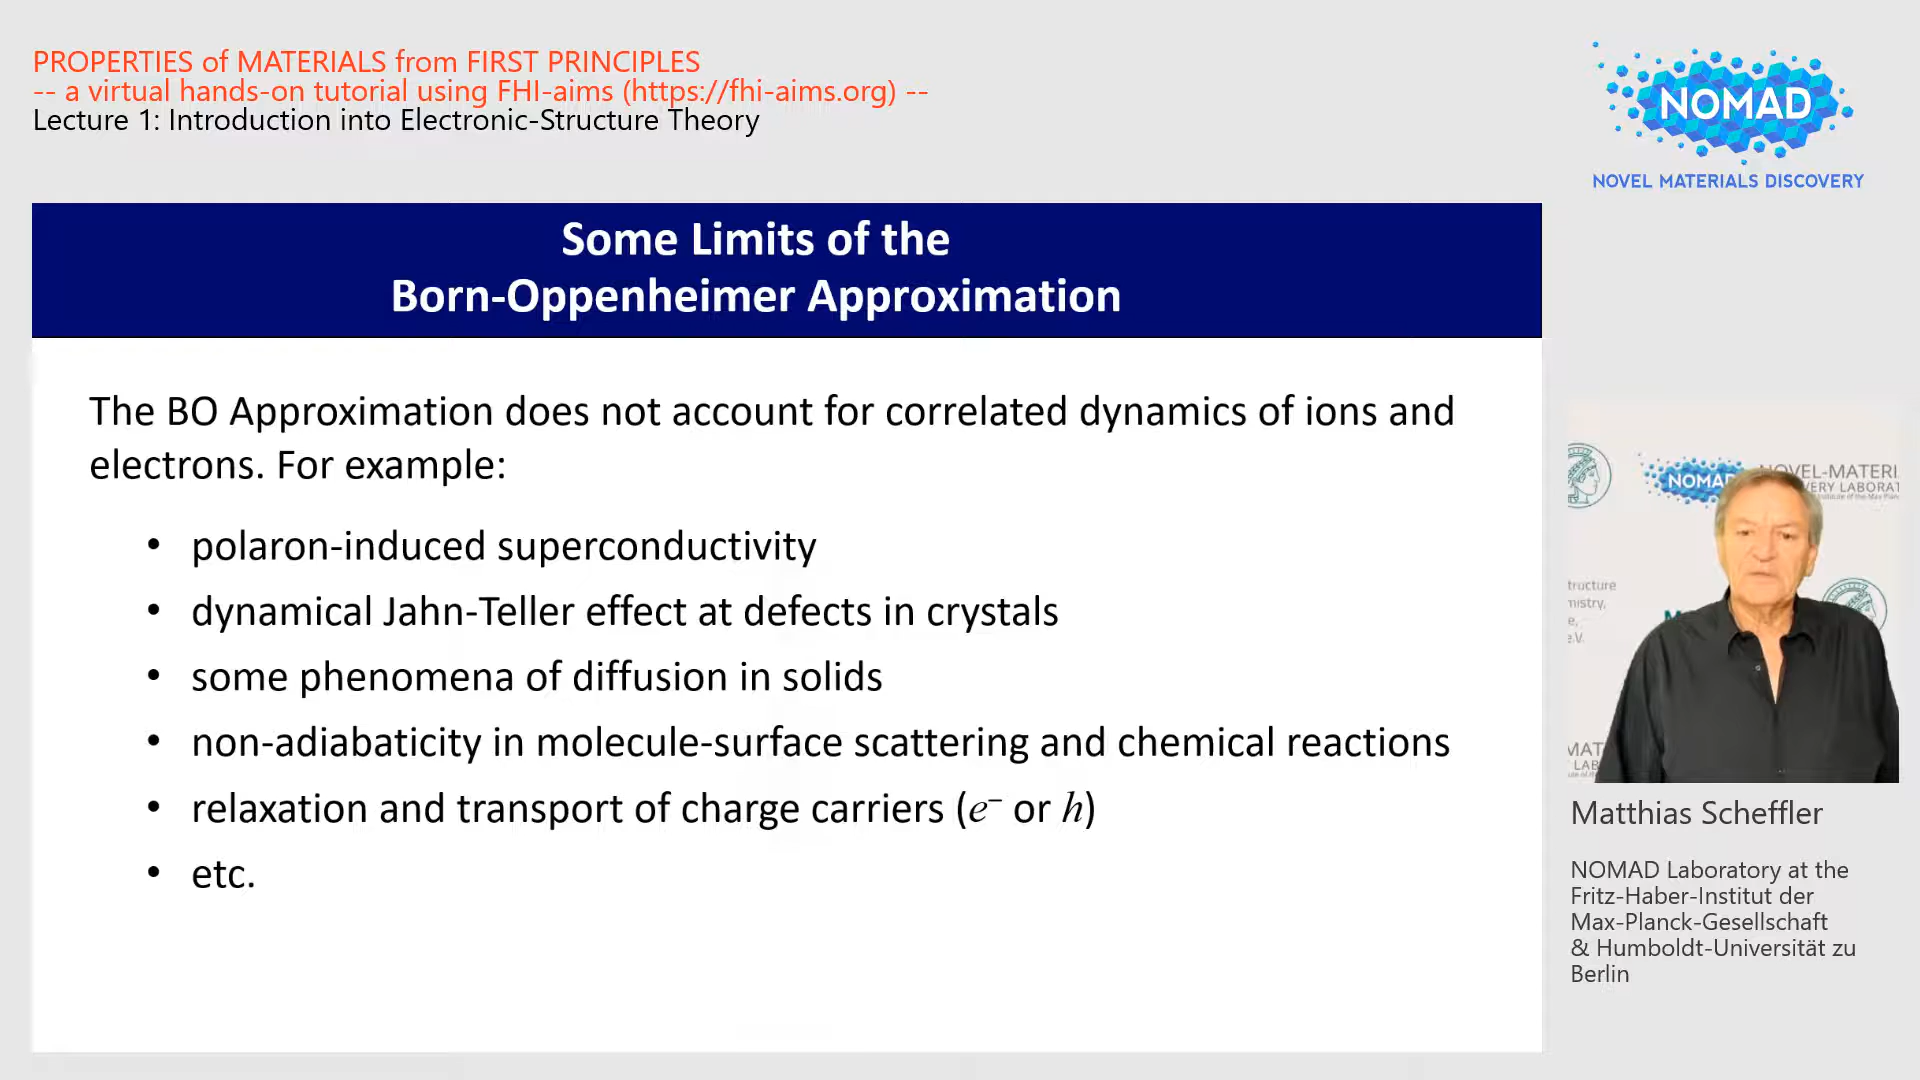 PROPERTIES of MATERIALS from FIRST PRINCIPLES
-- a virtual hands-on tutorial using FHI-aims (https://fhi-aims.org) --
Lecture 1: Introduction into Electronic-Structure Theory
NOMAD
NOVEL MATERIALS DISCOVERY
Some Limits of the
Born-Oppenheimer Approximation
The BO Approximation does not account for correlated dynamics of ions and
electrons. For example:
• polaron-induced superconductivity
• dynamical Jahn-Teller effect at defects in crystals
• some phenomena of diffusion in solids
• non-adiabaticity in molecule-surface scattering and chemical reactions
• relaxation and transport of charge carriers (e⁻ or h)
• etc.
NOMAD
Matthias Scheffler
NOMAD Laboratory at the
Fritz-Haber-Institut der
Max-Planck-Gesellschaft
& Humboldt-Universität zu
Berlin